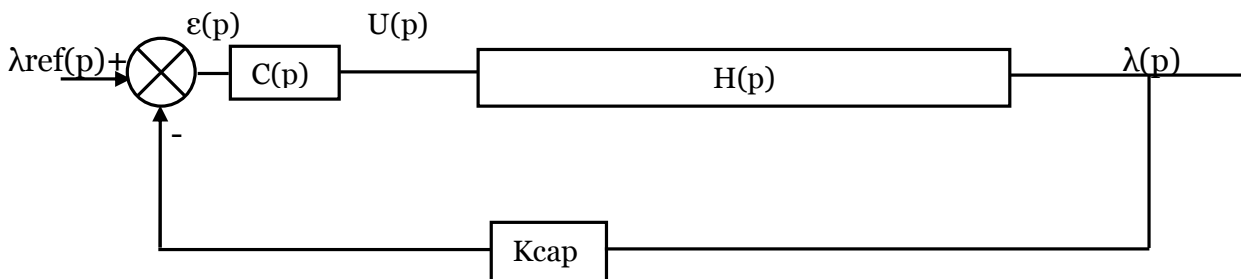 ε(p)
U(p)
λref(p)+
C(p)
H(p)
λ(p)
-
Kcap